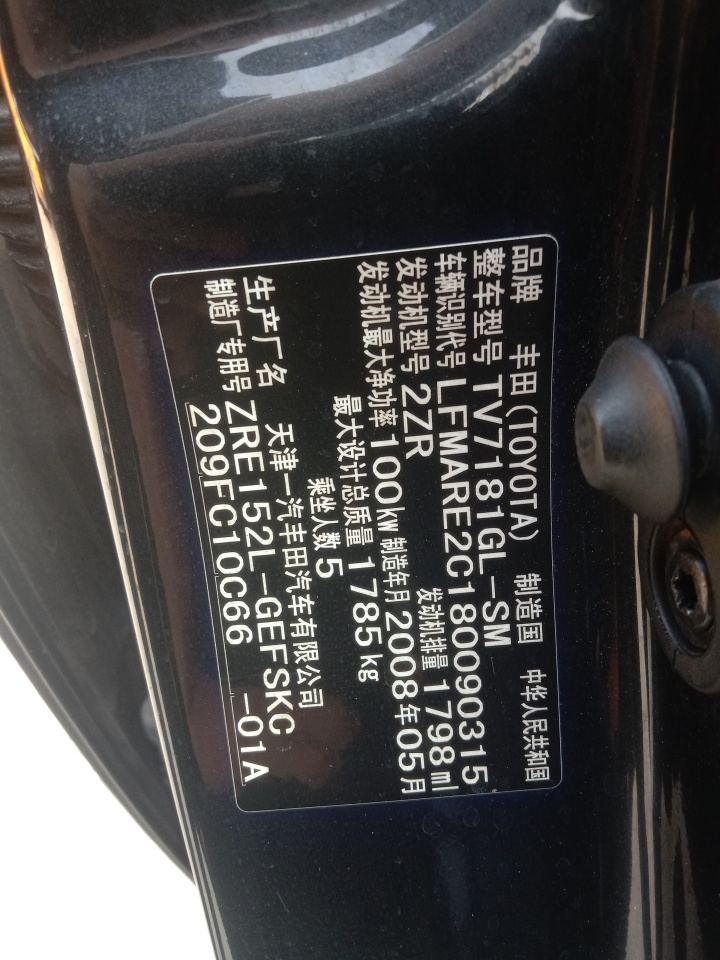 品牌 丰田(TOYOTA) 制造国 中华人民共和国
整车型号 TV7181GL-SM
车辆识别代号 LFMARE2C180090315
发动机型号 2ZR 发动机排量 1798ml
发动机最大净功率 100kw 制造年月 2008年05月
最大设计总质量 1785kg
乘坐人数 5
生产厂名 天津一汽丰田汽车有限公司
制造厂专用号 ZRE152L-GEFSKC
209FC10C66 -01A